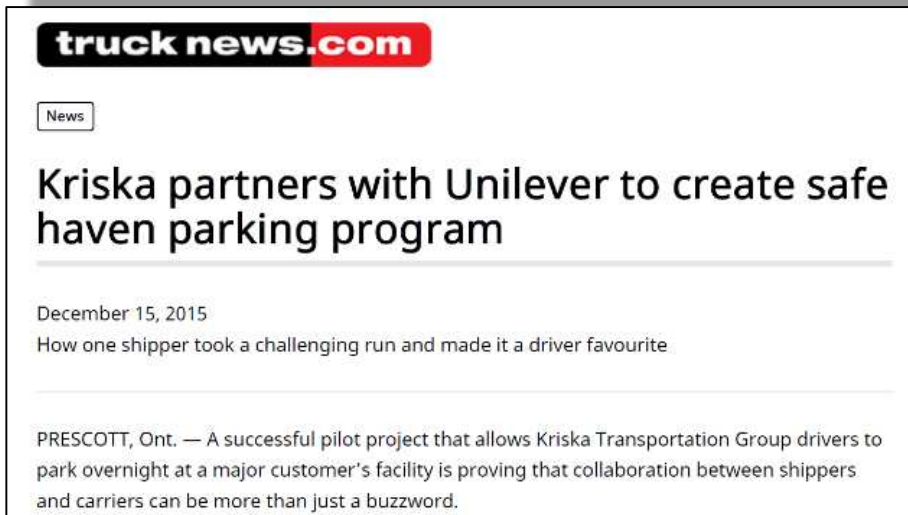 truck news.com
News
Kriska partners with Unilever to create safe
haven parking program
December 15, 2015
How one shipper took a challenging run and made it a driver favourite
PRESCOTT, Ont. — A successful pilot project that allows Kriska Transportation Group drivers to
park overnight at a major customer's facility is proving that collaboration between shippers
and carriers can be more than just a buzzword.